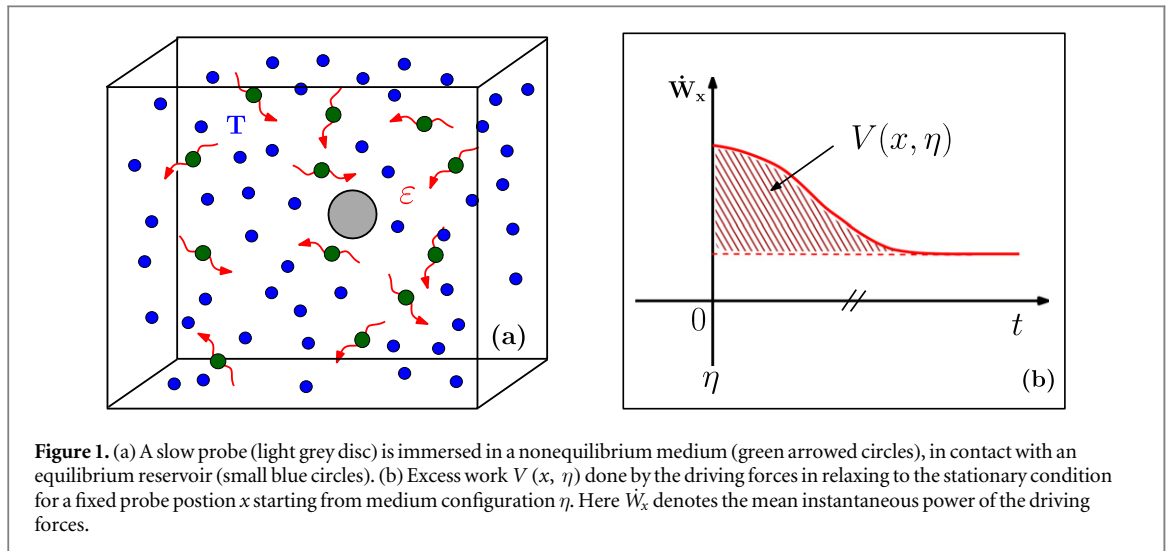 T
ε
(a)
Ẇₓ
V(x, η)
0
t
η
(b)
Figure 1. (a) A slow probe (light grey disc) is immersed in a nonequilibrium medium (green arrowed circles), in contact with an
equilibrium reservoir (small blue circles). (b) Excess work V (x, η) done by the driving forces in relaxing to the stationary condition
for a fixed probe postion x starting from medium configuration η. Here Ẇₓ denotes the mean instantaneous power of the driving
forces.